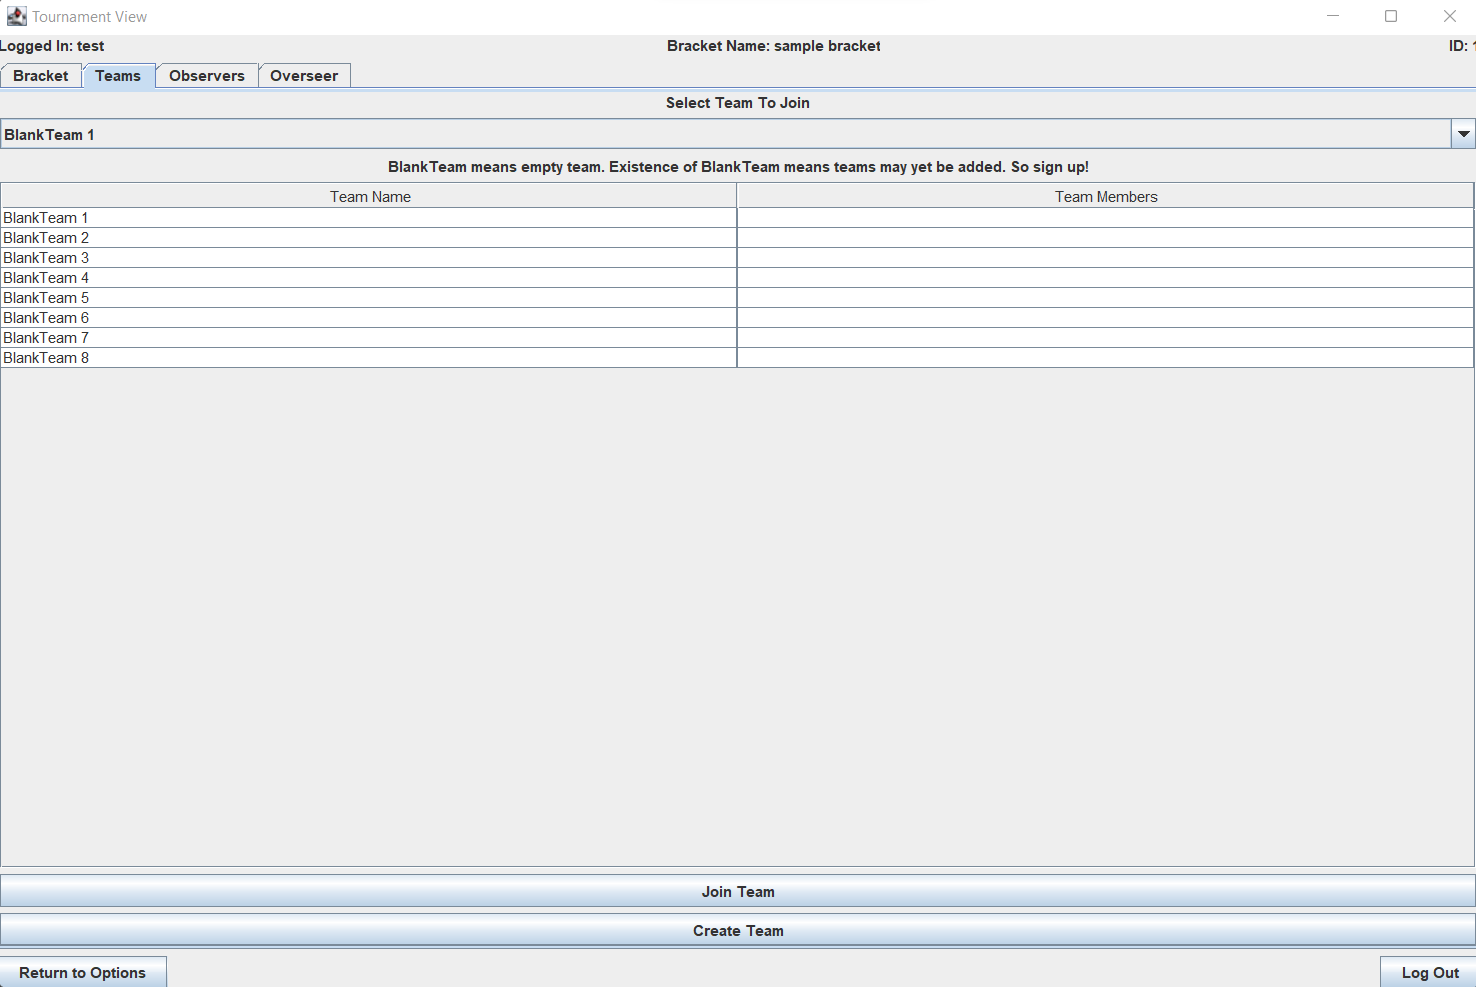 Tournament View
Logged In: test Bracket Name: sample bracket ID:
Bracket Teams Observers Overseer
Select Team To Join
BlankTeam 1
BlankTeam means empty team. Existence of BlankTeam means teams may yet be added. So sign up!
Team Name Team Members
BlankTeam 1
BlankTeam 2
BlankTeam 3
BlankTeam 4
BlankTeam 5
BlankTeam 6
BlankTeam 7
BlankTeam 8
Join Team
Create Team
Return to Options Log Out